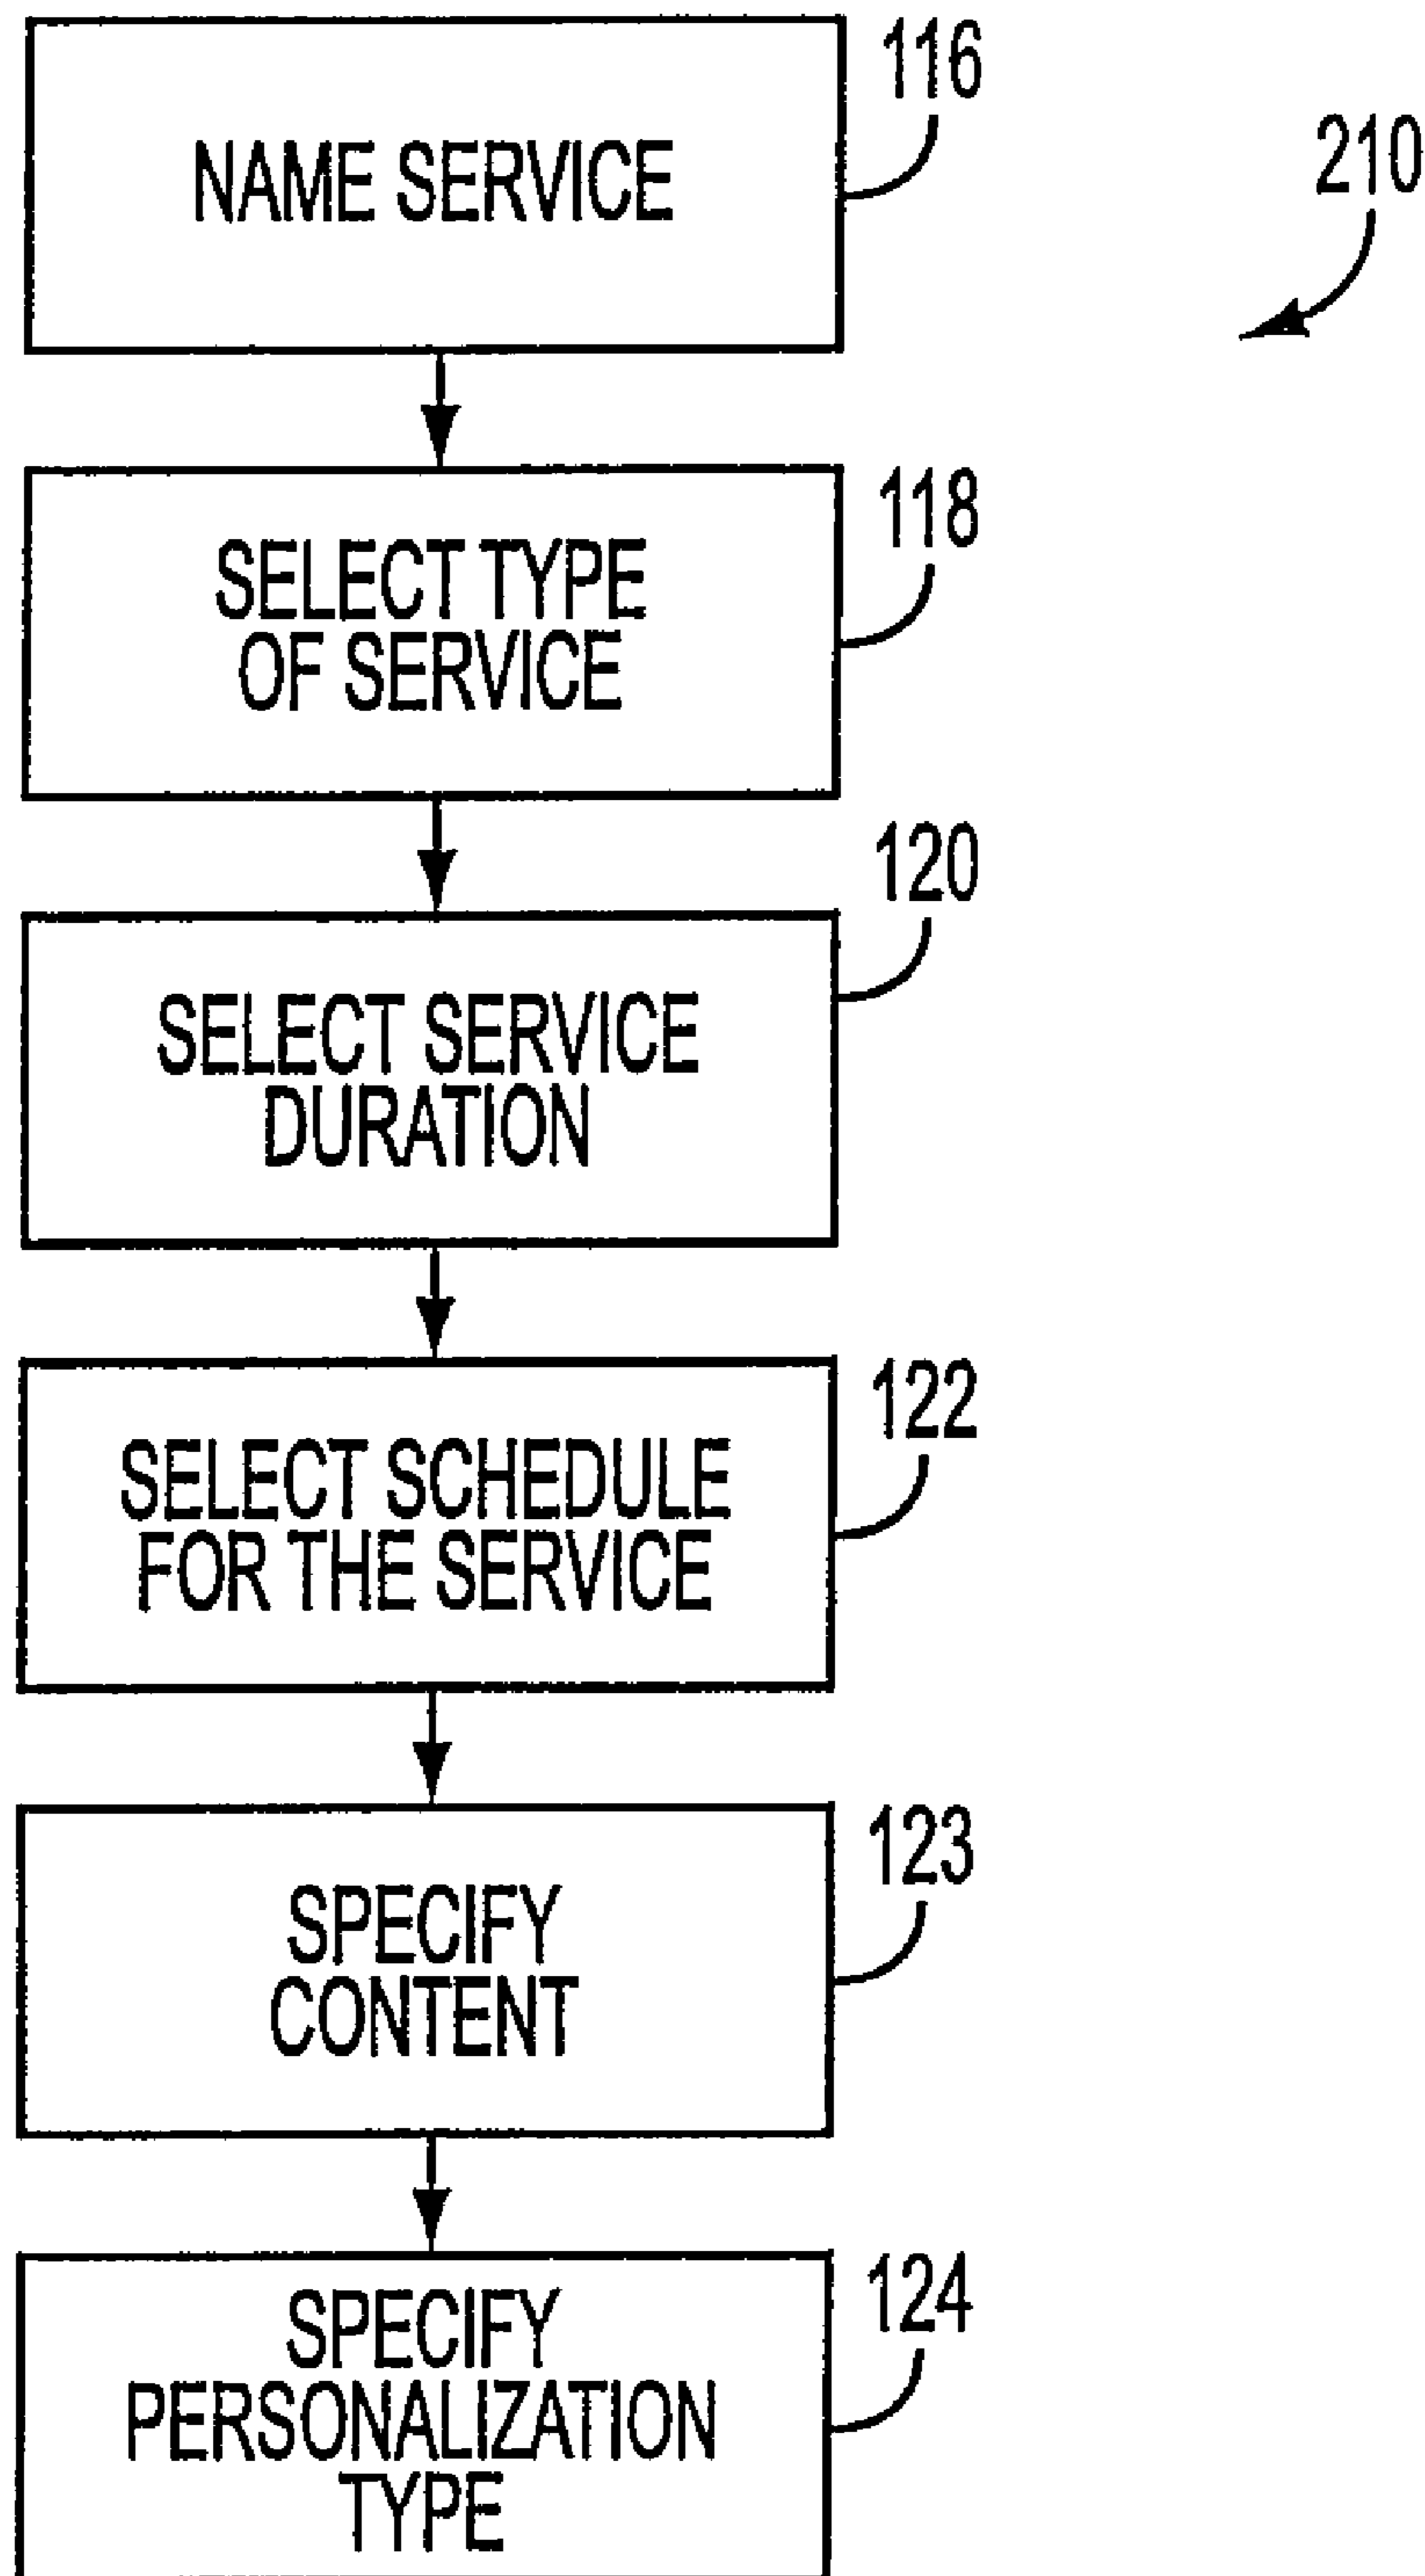 116
NAME SERVICE
210
118
SELECT TYPE
OF SERVICE
120
SELECT SERVICE
DURATION
122
SELECT SCHEDULE
FOR THE SERVICE
123
SPECIFY
CONTENT
124
SPECIFY
PERSONALIZATION
TYPE